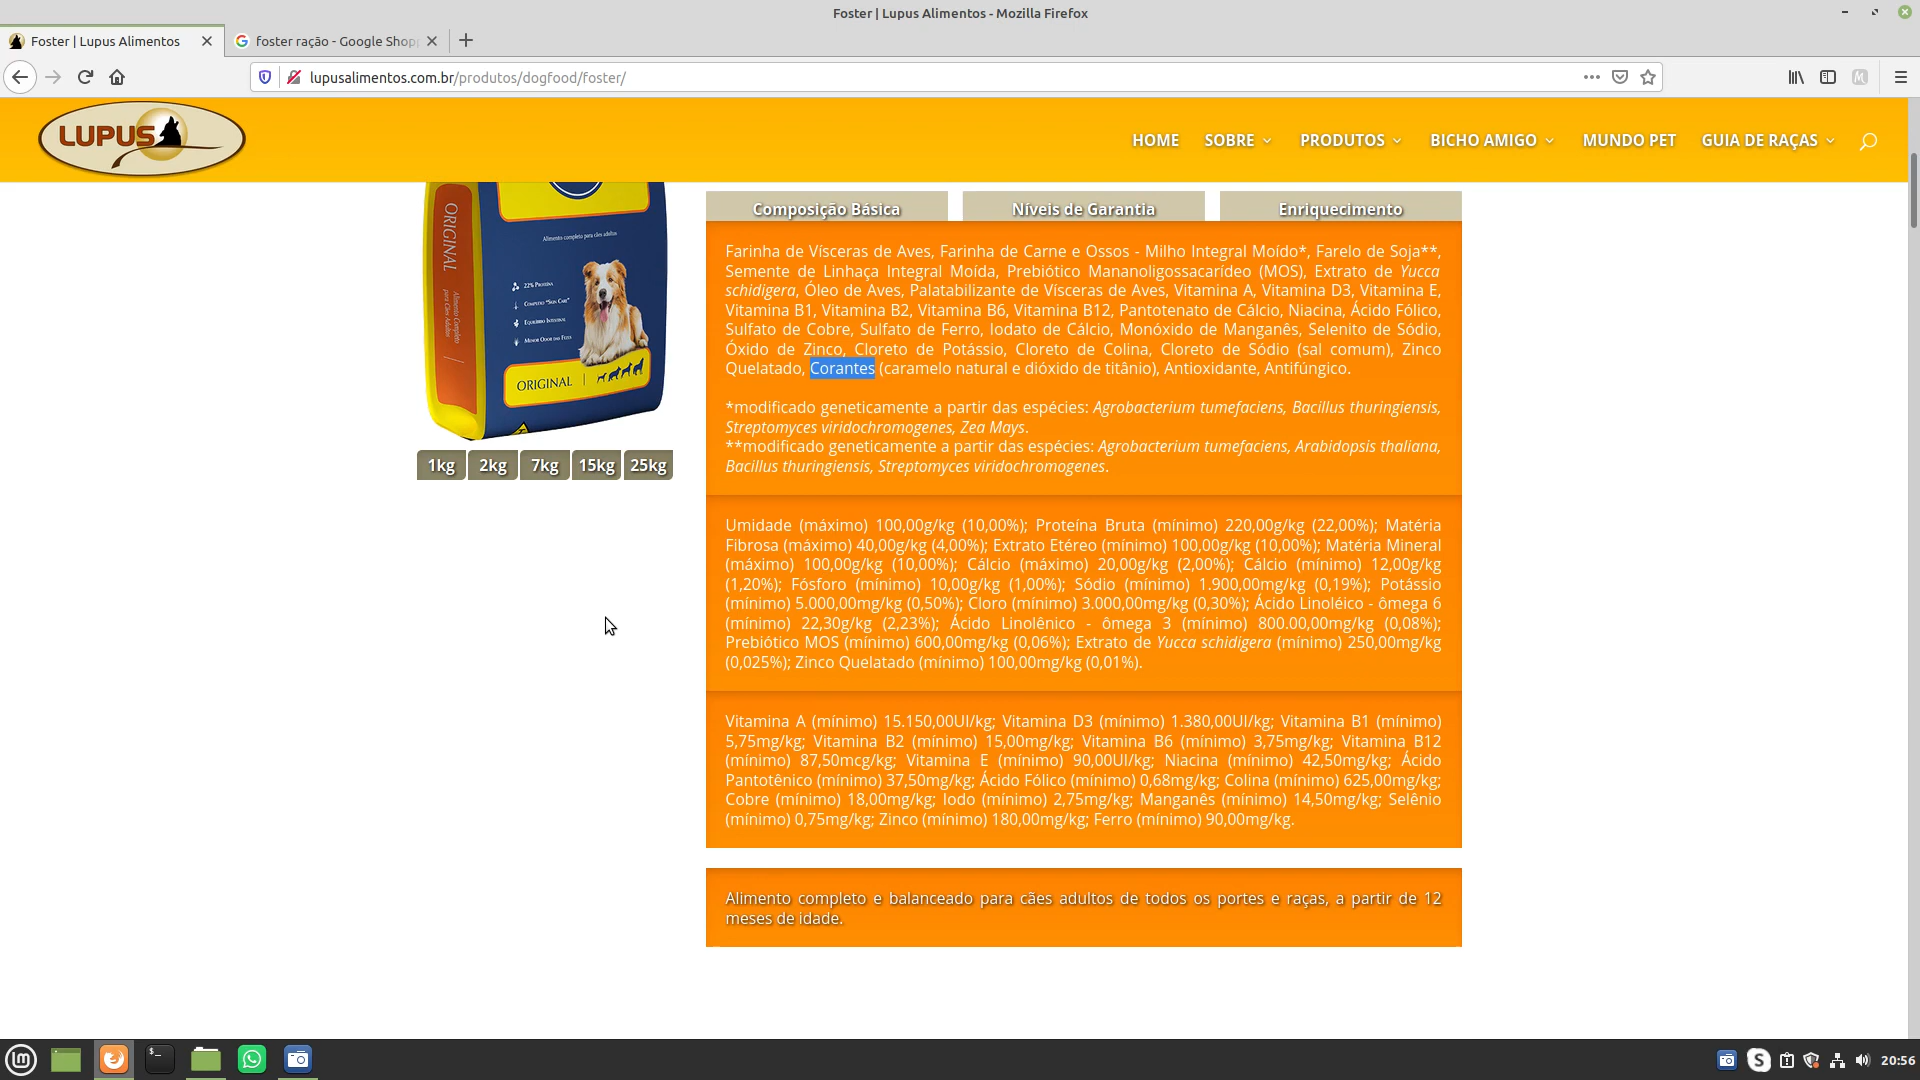 Foster | Lupus Alimentos - Mozilla Firefox
Foster | Lupus Alimentos
foster ração - Google Shop
lupusalimentos.com.br/produtos/dogfood/foster/
LUPUS
HOME SOBRE PRODUTOS BICHO AMIGO MUNDO PET GUIA DE RAÇAS
ORIGINAL
Alimento Completo
para Cães Adultos
Alimento completo para cães adultos
22% Proteína
Complexo "Skin Care"
Equilíbrio Intestinal
Menor Odor das Fezes
ORIGINAL
1kg 2kg 7kg 15kg 25kg
Composição Básica Níveis de Garantia Enriquecimento
Farinha de Vísceras de Aves, Farinha de Carne e Ossos - Milho Integral Moído*, Farelo de Soja**,
Semente de Linhaça Integral Moída, Prebiótico Mananoligossacarídeo (MOS), Extrato de Yucca
schidigera, Óleo de Aves, Palatabilizante de Vísceras de Aves, Vitamina A, Vitamina D3, Vitamina E,
Vitamina B1, Vitamina B2, Vitamina B6, Vitamina B12, Pantotenato de Cálcio, Niacina, Ácido Fólico,
Sulfato de Cobre, Sulfato de Ferro, Iodato de Cálcio, Monóxido de Manganês, Selenito de Sódio,
Óxido de Zinco, Cloreto de Potássio, Cloreto de Colina, Cloreto de Sódio (sal comum), Zinco
Quelatado, Corantes (caramelo natural e dióxido de titânio), Antioxidante, Antifúngico.
*modificado geneticamente a partir das espécies: Agrobacterium tumefaciens, Bacillus thuringiensis,
Streptomyces viridochromogenes, Zea Mays.
**modificado geneticamente a partir das espécies: Agrobacterium tumefaciens, Arabidopsis thaliana,
Bacillus thuringiensis, Streptomyces viridochromogenes.
Umidade (máximo) 100,00g/kg (10,00%); Proteína Bruta (mínimo) 220,00g/kg (22,00%); Matéria
Fibrosa (máximo) 40,00g/kg (4,00%); Extrato Etéreo (mínimo) 100,00g/kg (10,00%); Matéria Mineral
(máximo) 100,00g/kg (10,00%); Cálcio (máximo) 20,00g/kg (2,00%); Cálcio (mínimo) 12,00g/kg
(1,20%); Fósforo (mínimo) 10,00g/kg (1,00%); Sódio (mínimo) 1.900,00mg/kg (0,19%); Potássio
(mínimo) 5.000,00mg/kg (0,50%); Cloro (mínimo) 3.000,00mg/kg (0,30%); Ácido Linoléico - ômega 6
(mínimo) 22,30g/kg (2,23%); Ácido Linolênico - ômega 3 (mínimo) 800.00,00mg/kg (0,08%);
Prebiótico MOS (mínimo) 600,00mg/kg (0,06%); Extrato de Yucca schidigera (mínimo) 250,00mg/kg
(0,025%); Zinco Quelatado (mínimo) 100,00mg/kg (0,01%).
Vitamina A (mínimo) 15.150,00UI/kg; Vitamina D3 (mínimo) 1.380,00UI/kg; Vitamina B1 (mínimo)
5,75mg/kg; Vitamina B2 (mínimo) 15,00mg/kg; Vitamina B6 (mínimo) 3,75mg/kg; Vitamina B12
(mínimo) 87,50mcg/kg; Vitamina E (mínimo) 90,00UI/kg; Niacina (mínimo) 42,50mg/kg; Ácido
Pantotênico (mínimo) 37,50mg/kg; Ácido Fólico (mínimo) 0,68mg/kg; Colina (mínimo) 625,00mg/kg;
Cobre (mínimo) 18,00mg/kg; Iodo (mínimo) 2,75mg/kg; Manganês (mínimo) 14,50mg/kg; Selênio
(mínimo) 0,75mg/kg; Zinco (mínimo) 180,00mg/kg; Ferro (mínimo) 90,00mg/kg.
Alimento completo e balanceado para cães adultos de todos os portes e raças, a partir de 12
meses de idade.
20:56